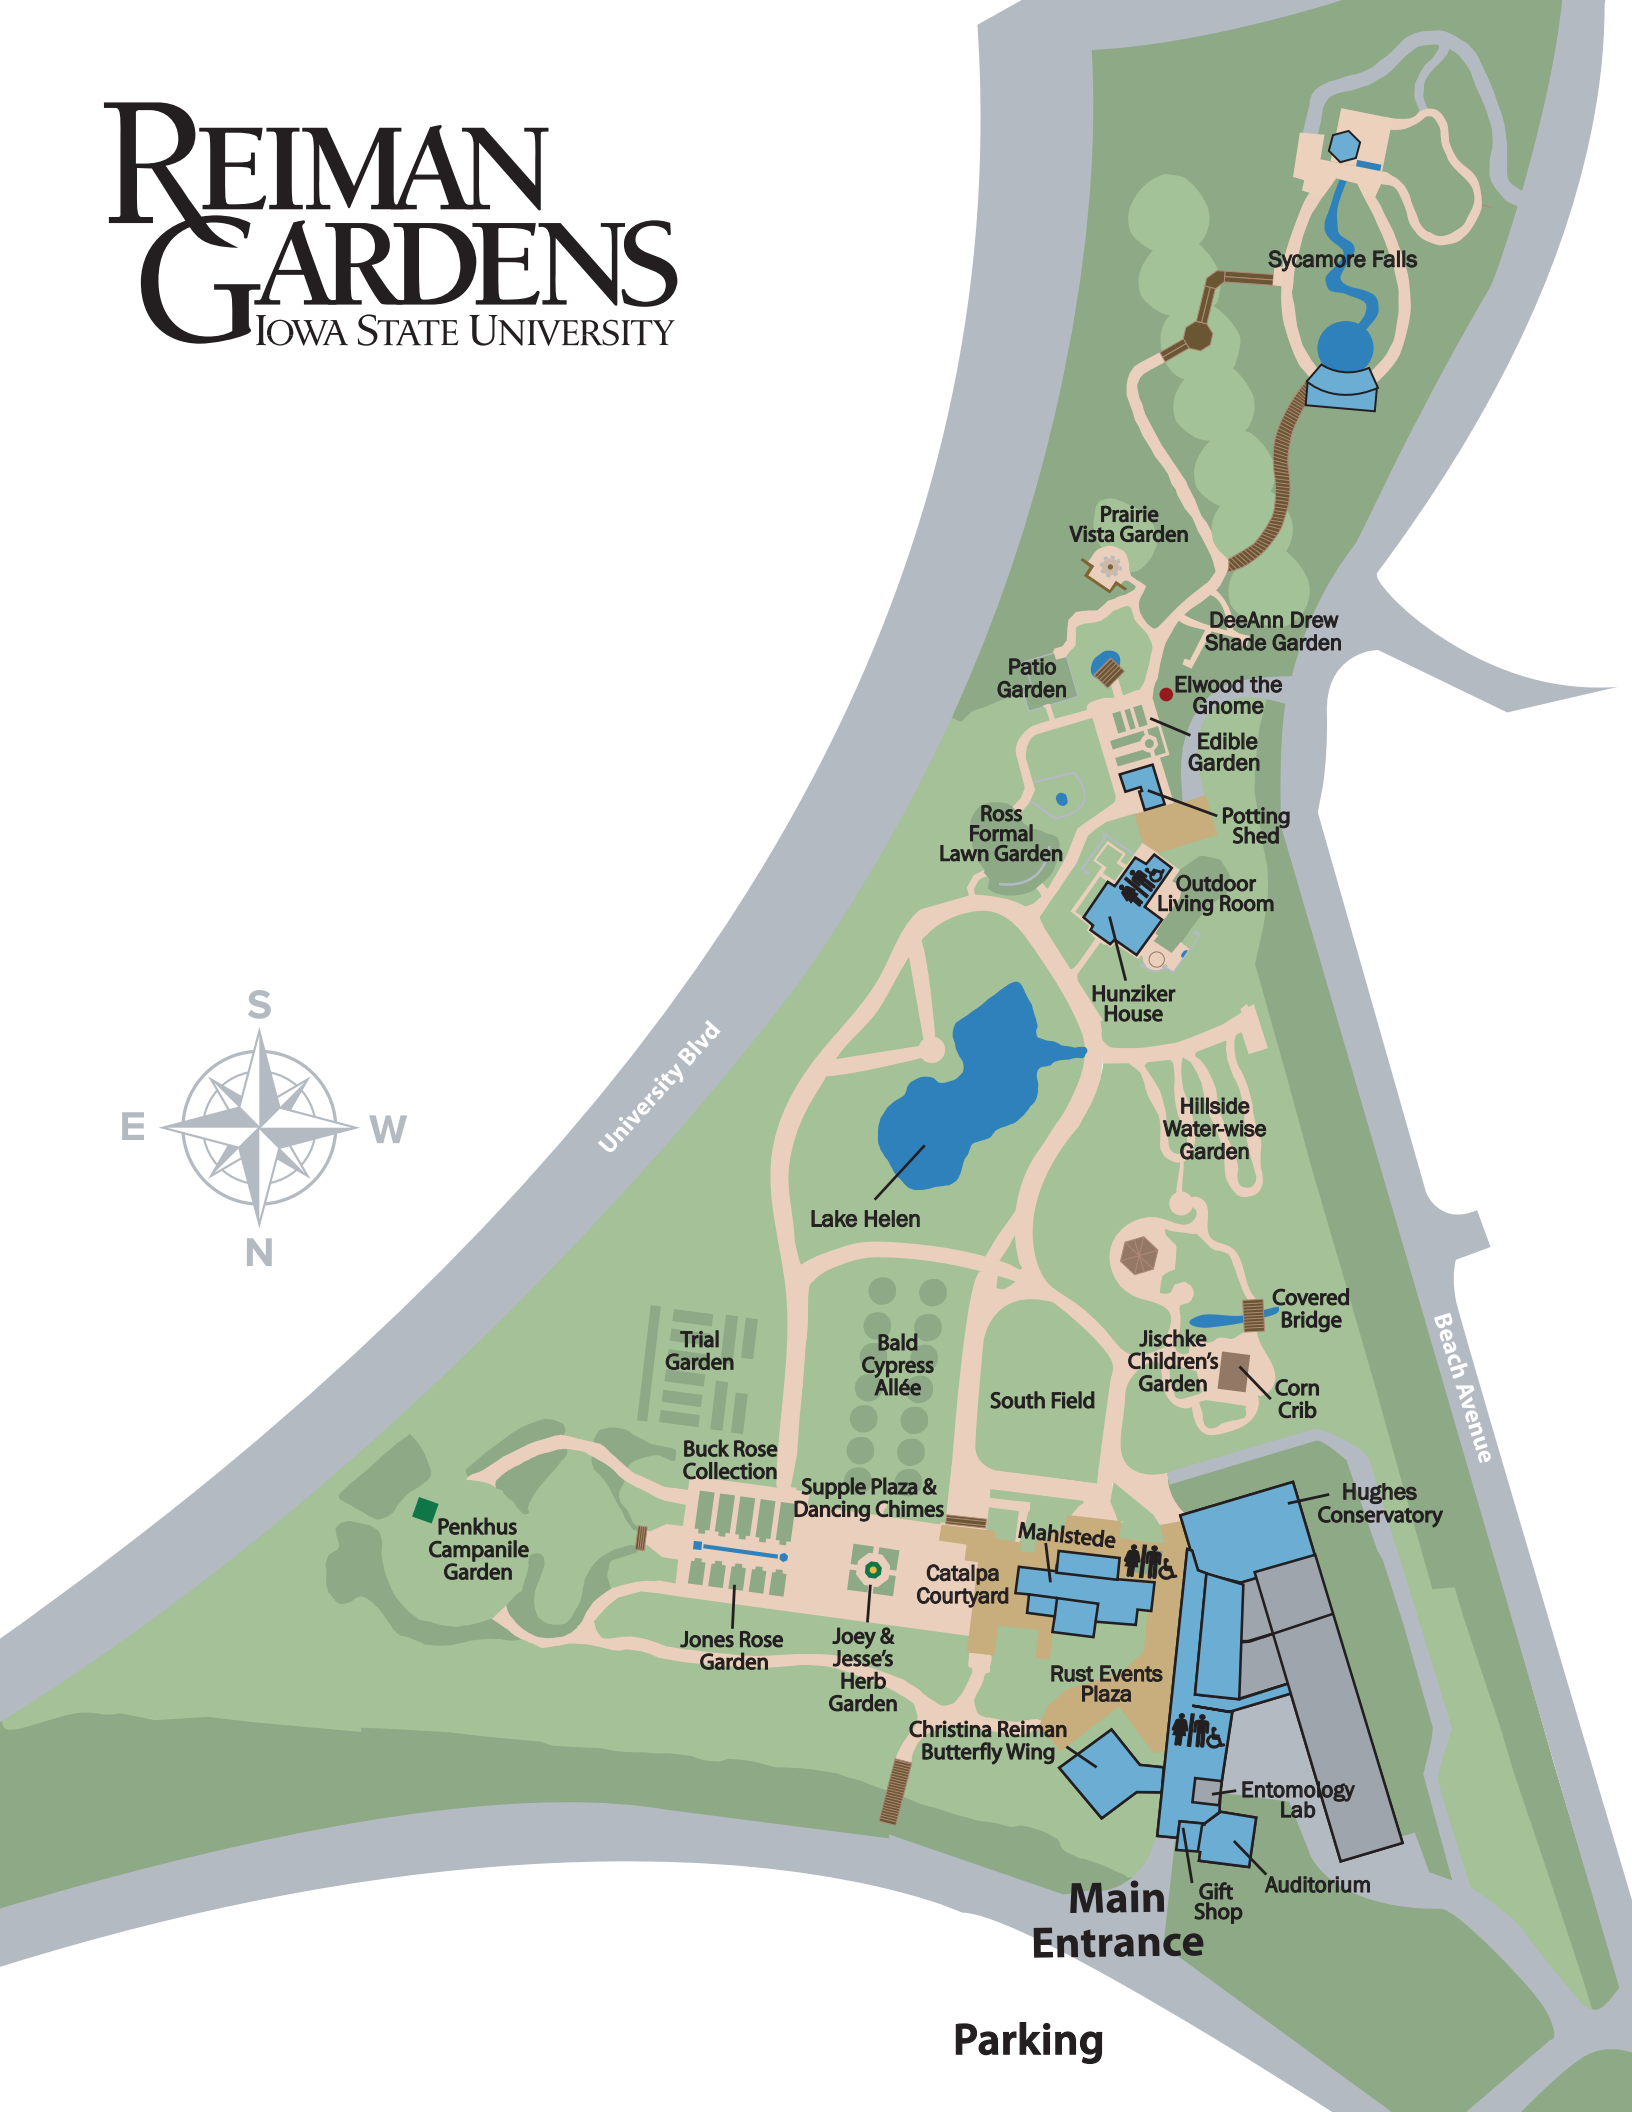 REIMAN
GARDENS
IOWA STATE UNIVERSITY
Sycamore Falls
Prairie
Vista Garden
DeeAnn Drew
Shade Garden
Patio
Garden
Elwood the
Gnome
Edible
Garden
Ross
Formal
Lawn Garden
Potting
Shed
Outdoor
Living Room
Hunziker
House
S
E
W
N
University Blvd
Hillside
Water-wise
Garden
Lake Helen
Covered
Bridge
Jischke
Children's
Garden
Corn
Crib
Beach Avenue
Trial
Garden
Bald
Cypress
Allée
South Field
Buck Rose
Collection
Supple Plaza &
Dancing Chimes
Hughes
Conservatory
Penkhus
Campanile
Garden
Mahlstede
Catalpa
Courtyard
Jones Rose
Garden
Joey &
Jesse's
Herb
Garden
Rust Events
Plaza
Christina Reiman
Butterfly Wing
Entomology
Lab
Auditorium
Gift
Shop
Main
Entrance
Parking